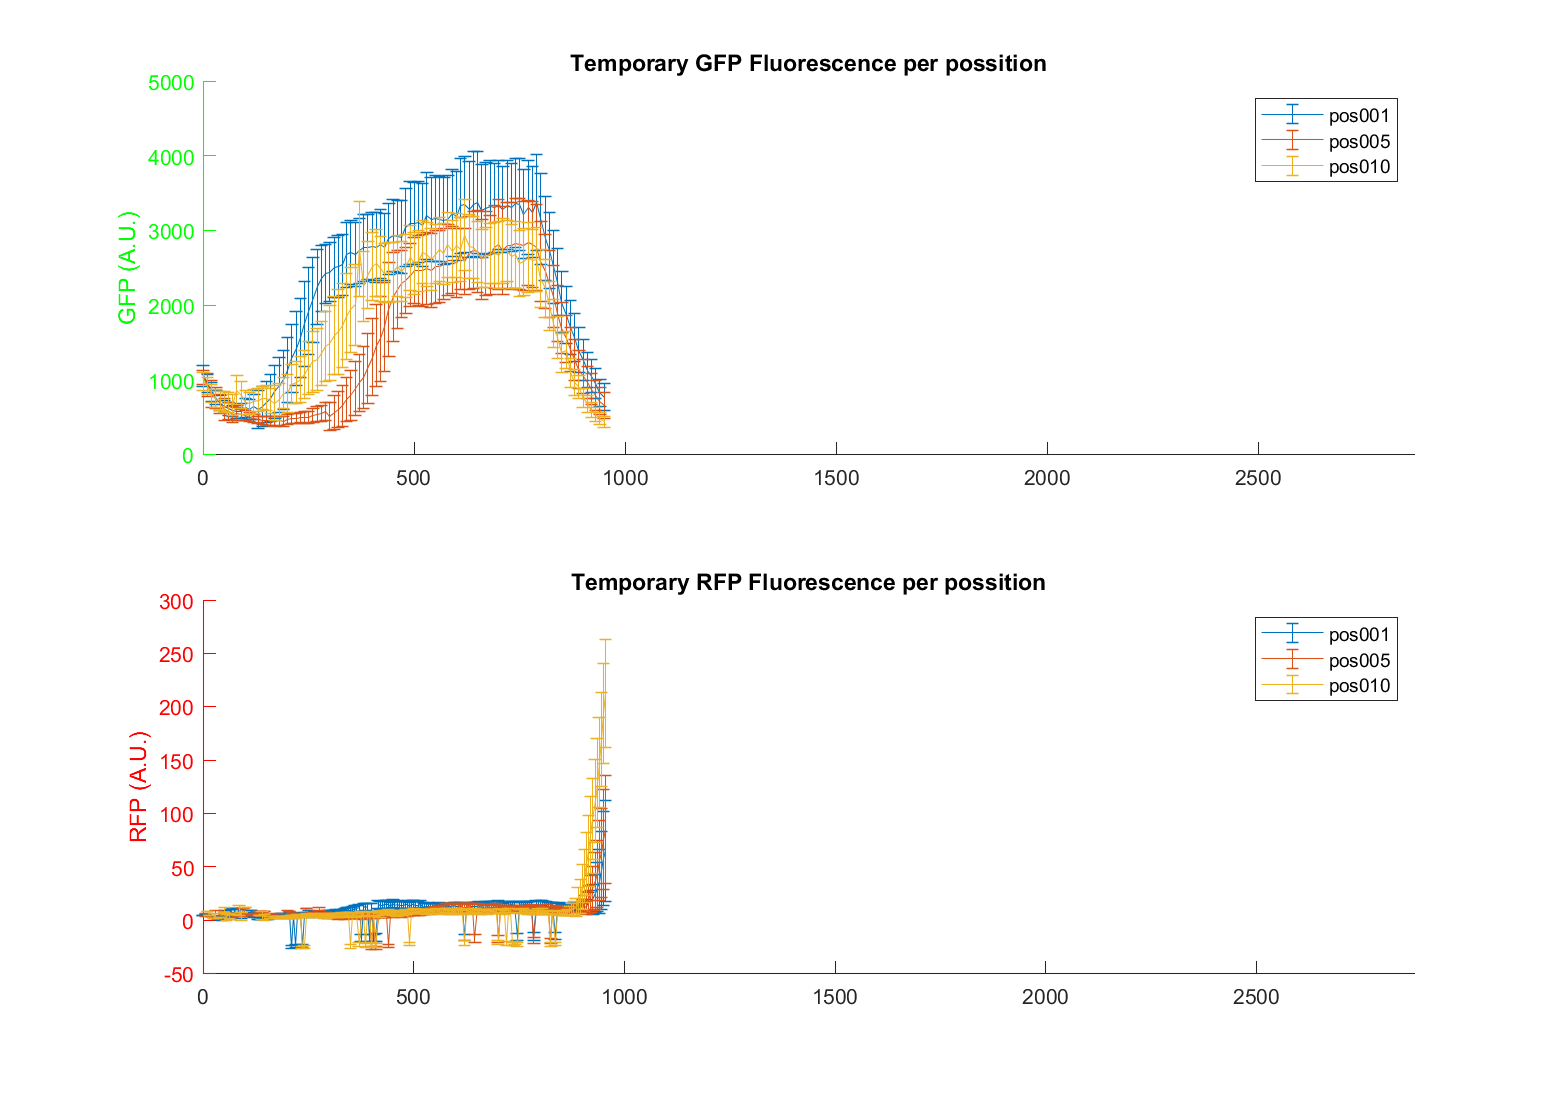 Temporary GFP Fluorescence per possition
5000
4000
3000
2000
1000
0
GFP (A.U.)
0 500 1000 1500 2000 2500
pos001
pos005
pos010
Temporary RFP Fluorescence per possition
300
250
200
150
100
50
0
-50
RFP (A.U.)
0 500 1000 1500 2000 2500
pos001
pos005
pos010